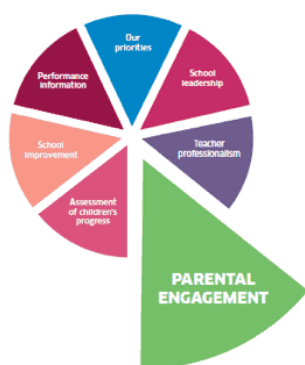 Our
priorities
School
leadership
Teacher
professionalism
PARENTAL
ENGAGEMENT
Assessment
of children's
progress
School
improvement
Performance
information